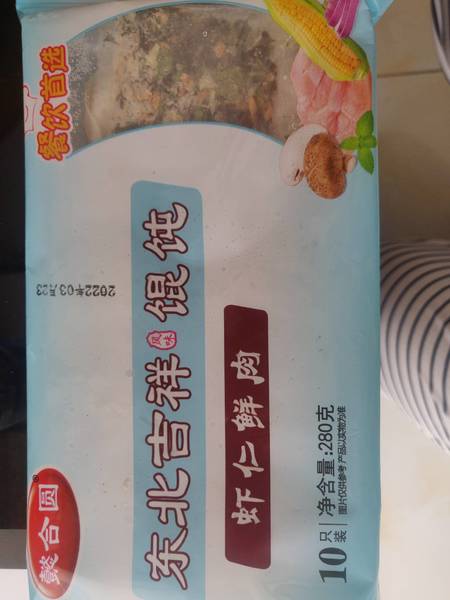 餐饮首选
鳌合圆
东北吉祥馄饨
风味
虾仁鲜肉
2022年03月23
10只装
净含量:280克
图片仅供参考 产品以实物为准